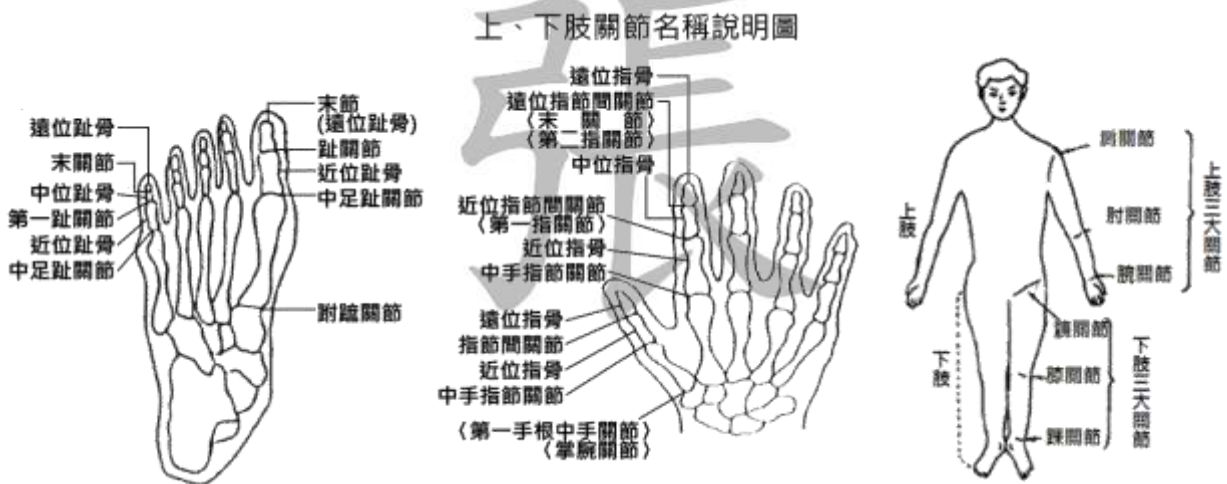 上、下肢關節名稱說明圖
張
遠位趾骨
末關節
中位趾骨
第一趾關節
近位趾骨
中足趾關節
末節
(遠位趾骨)
趾關節
近位趾骨
中足趾關節
跗蹠關節
遠位指骨
遠位指節間關節
(末關節)
(第二指關節)
中位指骨
近位指節間關節
(第一指關節)
近位指骨
中手指節關節
遠位指骨
指節間關節
近位指骨
中手指節關節
(第一手根中手關節)
(掌腕關節)
上肢
下肢
肩關節
肘關節
腕關節
上肢三大關節
髖關節
膝關節
踝關節
下肢三大關節